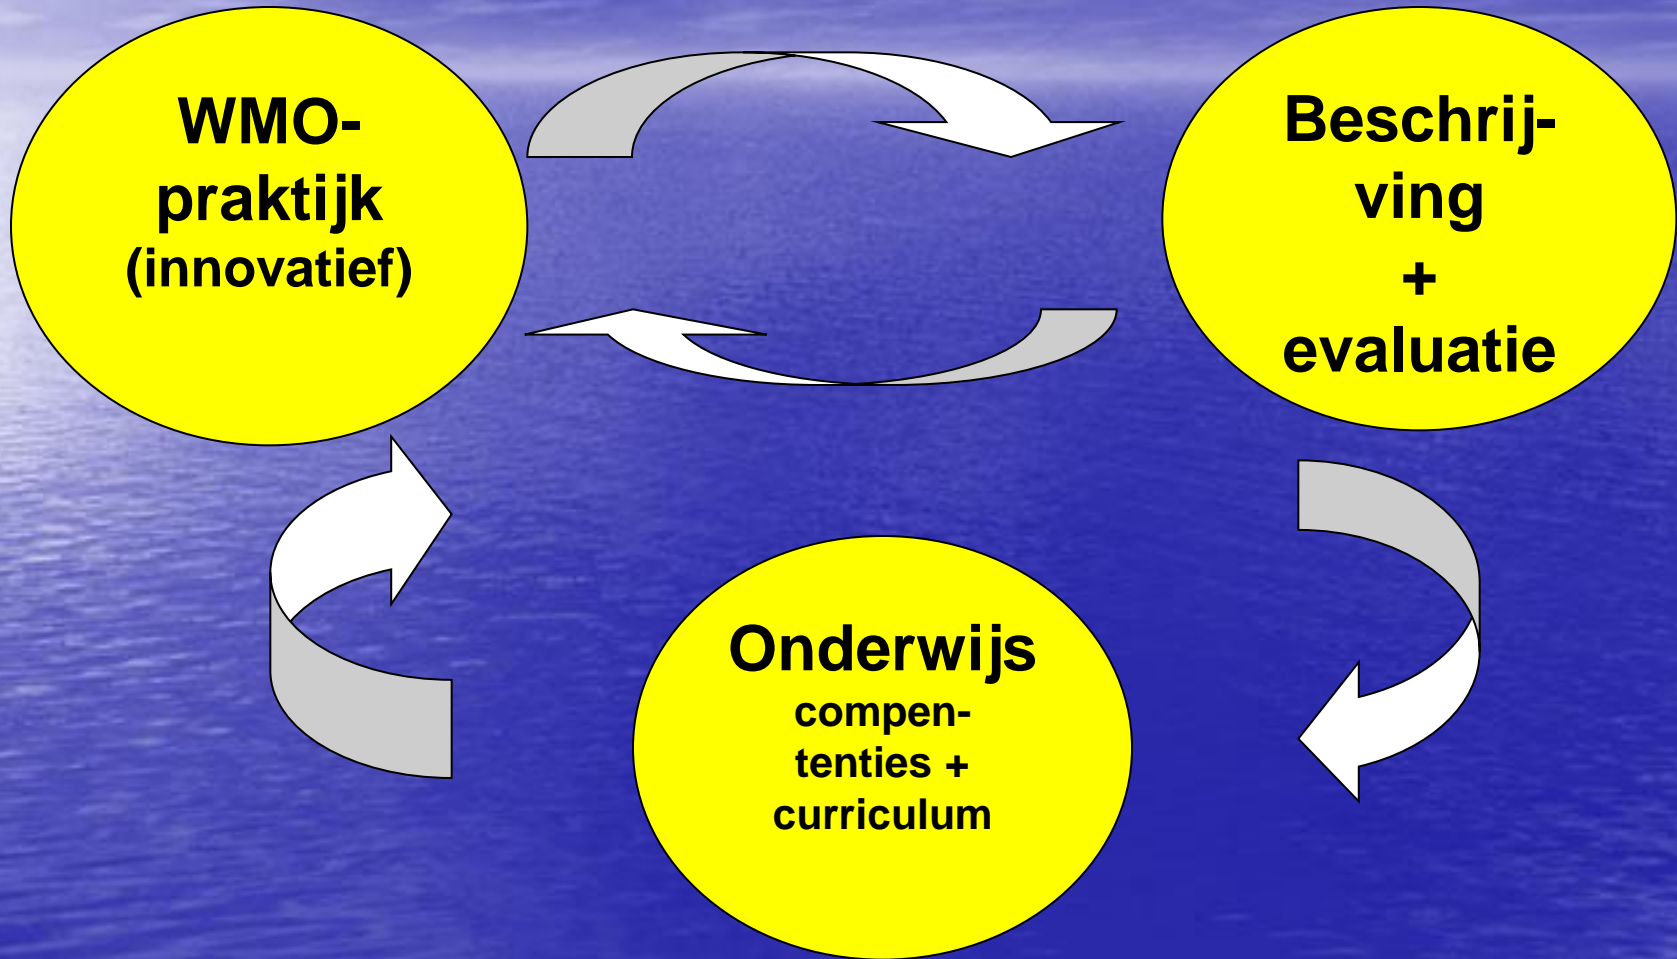 WMO-
praktijk
(innovatief)
Beschrij-
ving
+
evaluatie
Onderwijs
compen-
tenties +
curriculum